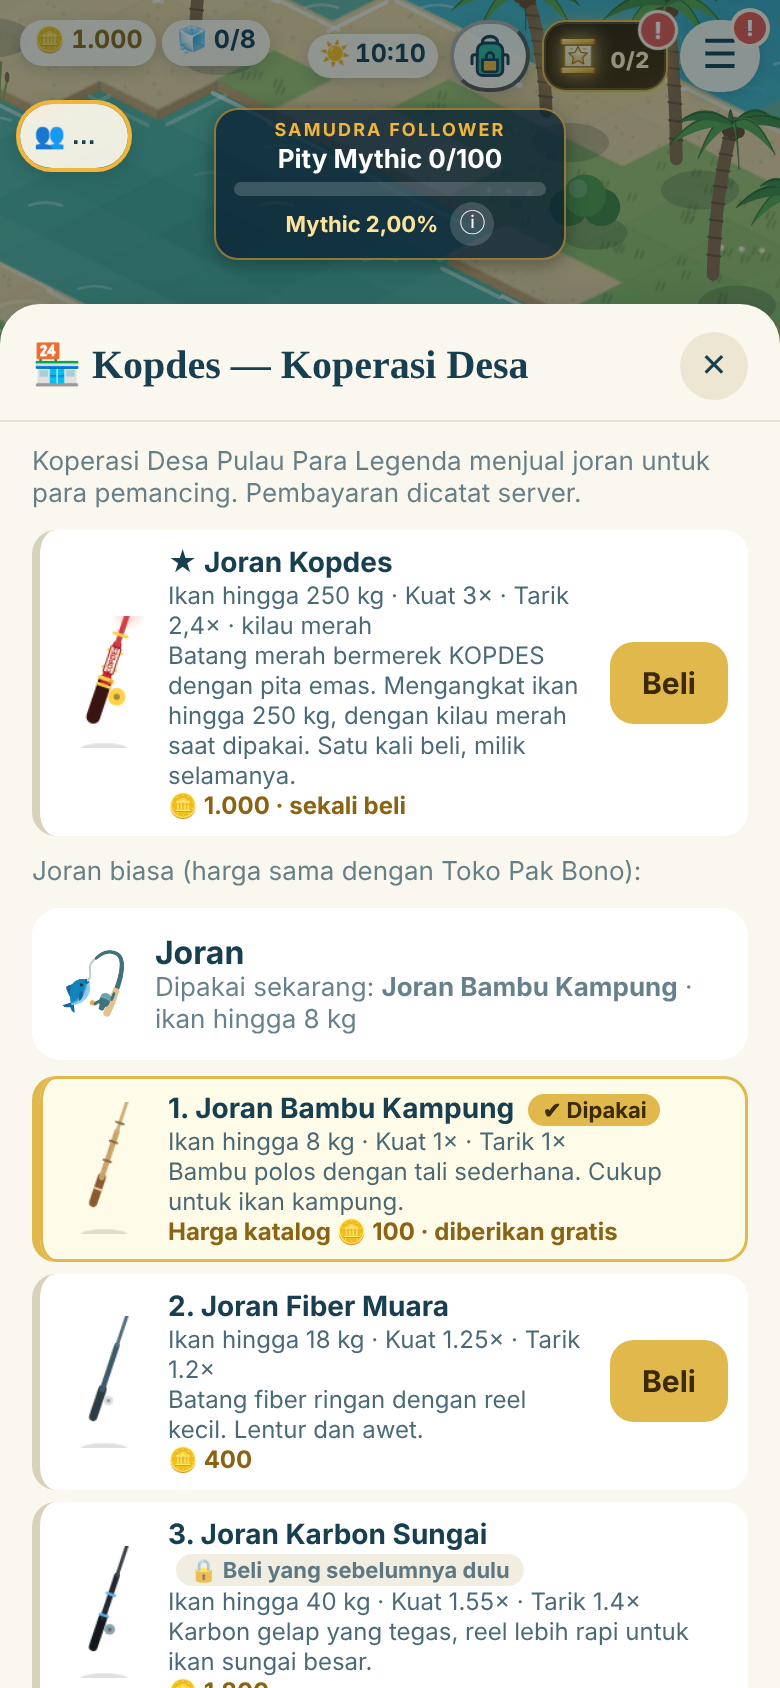 1.000
0/8
10:10
!
0/2
!
...
SAMUDRA FOLLOWER
Pity Mythic 0/100
Mythic 2,00% ⓘ
24
Kopdes — Koperasi Desa
✕
Koperasi Desa Pulau Para Legenda menjual joran untuk
para pemancing. Pembayaran dicatat server.
★ Joran Kopdes
Ikan hingga 250 kg · Kuat 3× · Tarik
2,4× · kilau merah
Batang merah bermerek KOPDES
dengan pita emas. Mengangkat ikan
hingga 250 kg, dengan kilau merah
saat dipakai. Satu kali beli, milik
selamanya.
1.000 · sekali beli
KOPDES
Beli
Joran biasa (harga sama dengan Toko Pak Bono):
Joran
Dipakai sekarang: Joran Bambu Kampung ·
ikan hingga 8 kg
1. Joran Bambu Kampung ✔ Dipakai
Ikan hingga 8 kg · Kuat 1× · Tarik 1×
Bambu polos dengan tali sederhana. Cukup
untuk ikan kampung.
Harga katalog 100 · diberikan gratis
2. Joran Fiber Muara
Ikan hingga 18 kg · Kuat 1.25× · Tarik
1.2×
Batang fiber ringan dengan reel
kecil. Lentur dan awet.
400
Beli
3. Joran Karbon Sungai
Beli yang sebelumnya dulu
Ikan hingga 40 kg · Kuat 1.55× · Tarik 1.4×
Karbon gelap yang tegas, reel lebih rapi untuk
ikan sungai besar.